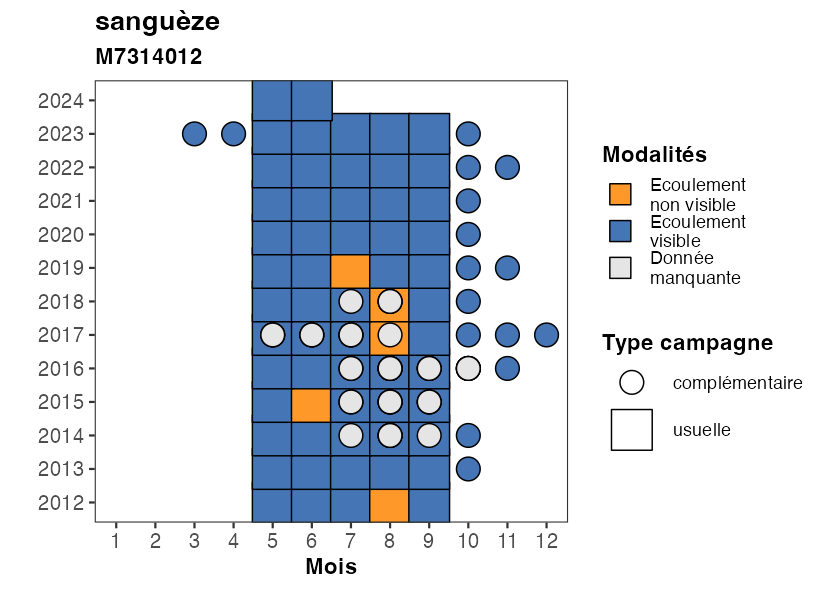 sanguèze
M7314012
2024
2023
2022
2021
2020
2019
2018
2017
2016
2015
2014
2013
2012
1 2 3 4 5 6 7 8 9 10 11 12
Mois
Modalités
Ecoulement
non visible
Ecoulement
visible
Donnée
manquante
Type campagne
complémentaire
usuelle